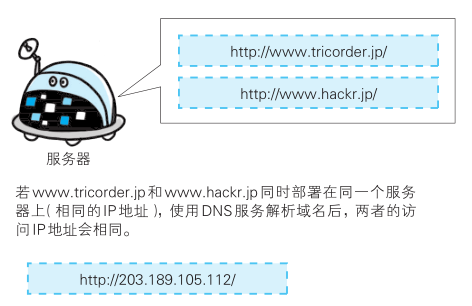 http://www.tricorder.jp/
http://www.hackr.jp/
服务器
若www.tricorder.jp和www.hackr.jp同时部署在同一个服务
器上(相同的IP地址),使用DNS服务解析域名后,两者的访
问IP地址会相同。
http://203.189.105.112/